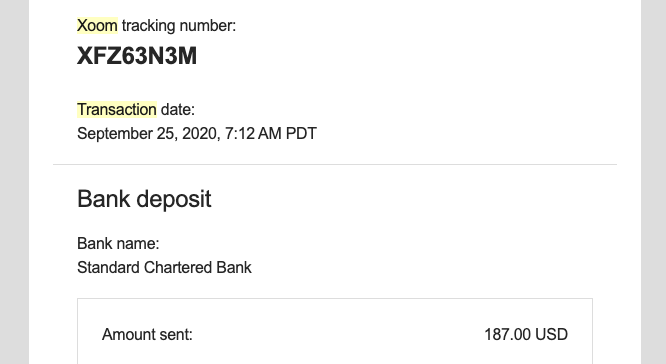 Xoom tracking number:
XFZ63N3M
Transaction date:
September 25, 2020, 7:12 AM PDT
Bank deposit
Bank name:
Standard Chartered Bank
Amount sent: 187.00 USD